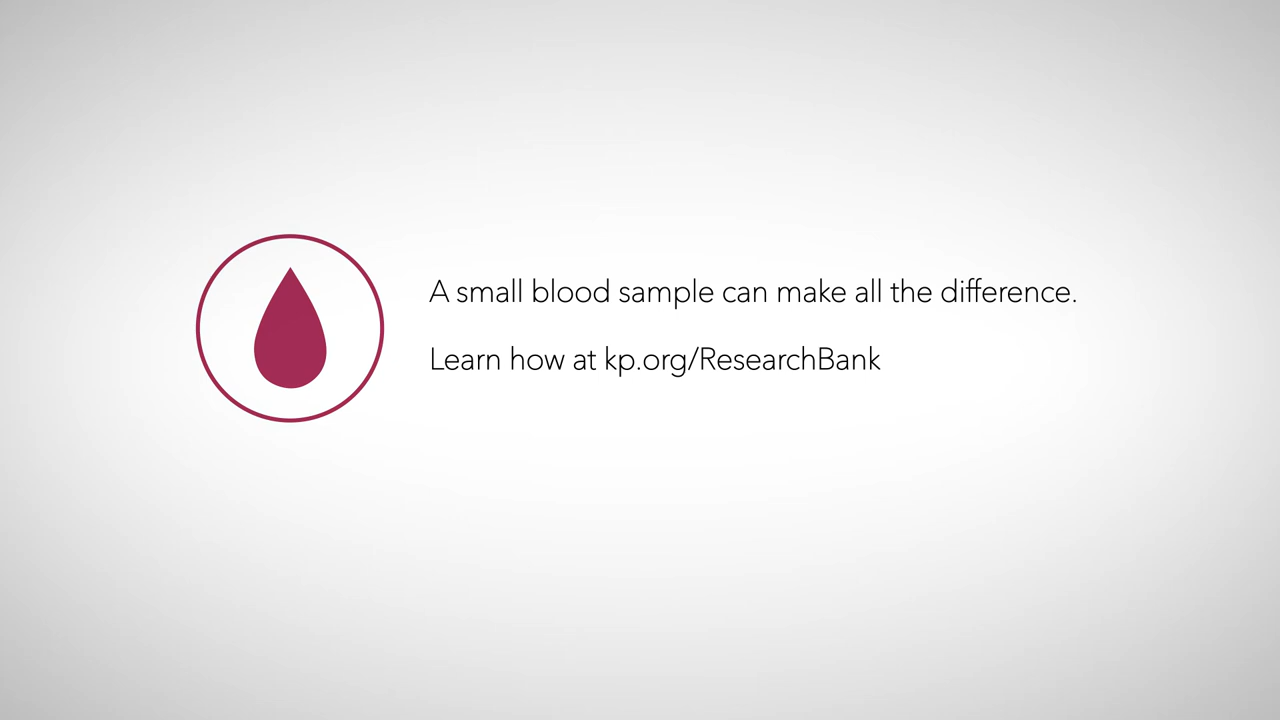 A small blood sample can make all the difference.
Learn how at kp.org/ResearchBank